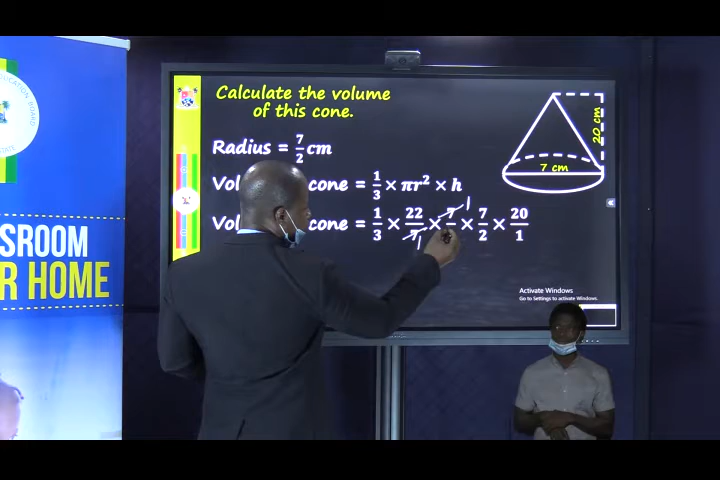 Calculate the volume
of this cone.
Radius = 7/2 cm
Vol cone = 1/3 × πr² × h
Vol cone = 1/3 × 22/7 × 7/2 × 7/2 × 20/1
1
1
20 cm
7 cm
Activate Windows
Go to Settings to activate Windows.
SROOM
R HOME